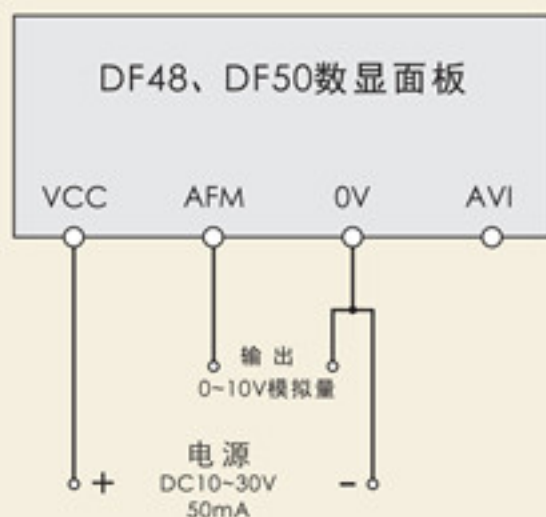 DF48、DF50数显面板
VCC AFM 0V AVI
输出
0~10V模拟量
电源
+ DC10~30V -
50mA